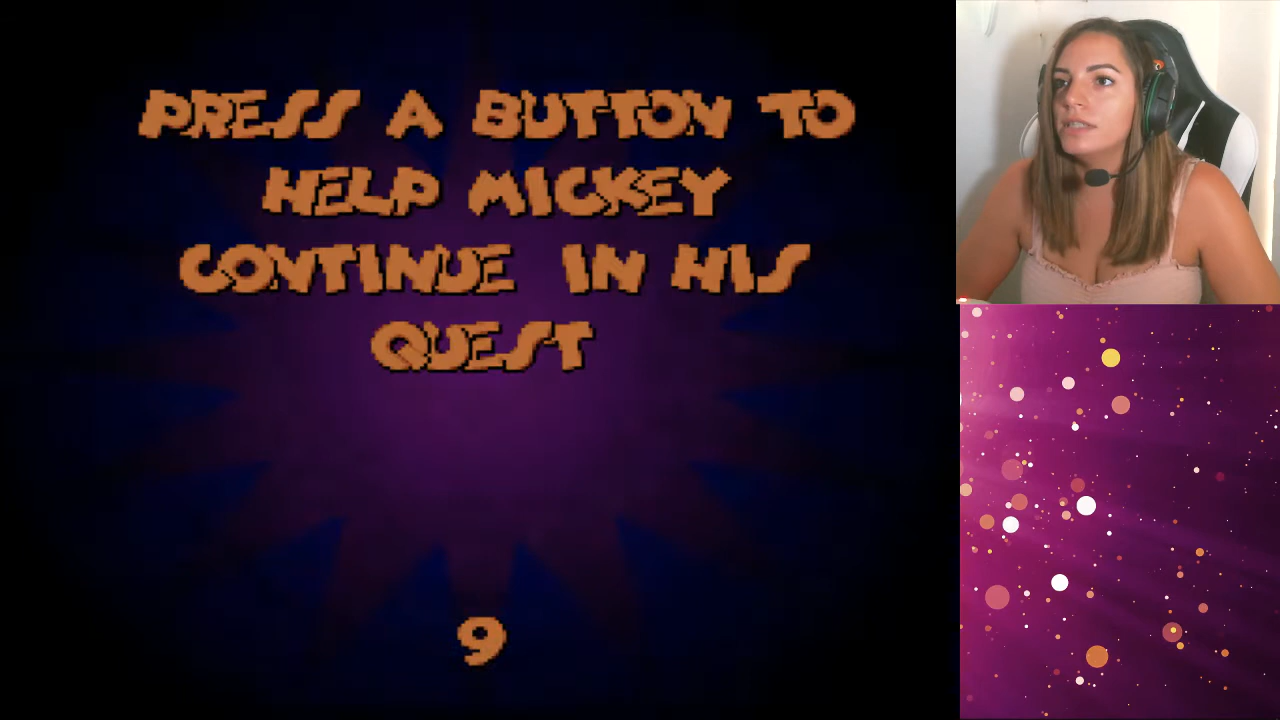 PRESS A BUTTON TO
HELP MICKEY
CONTINUE IN HIS
QUEST
9